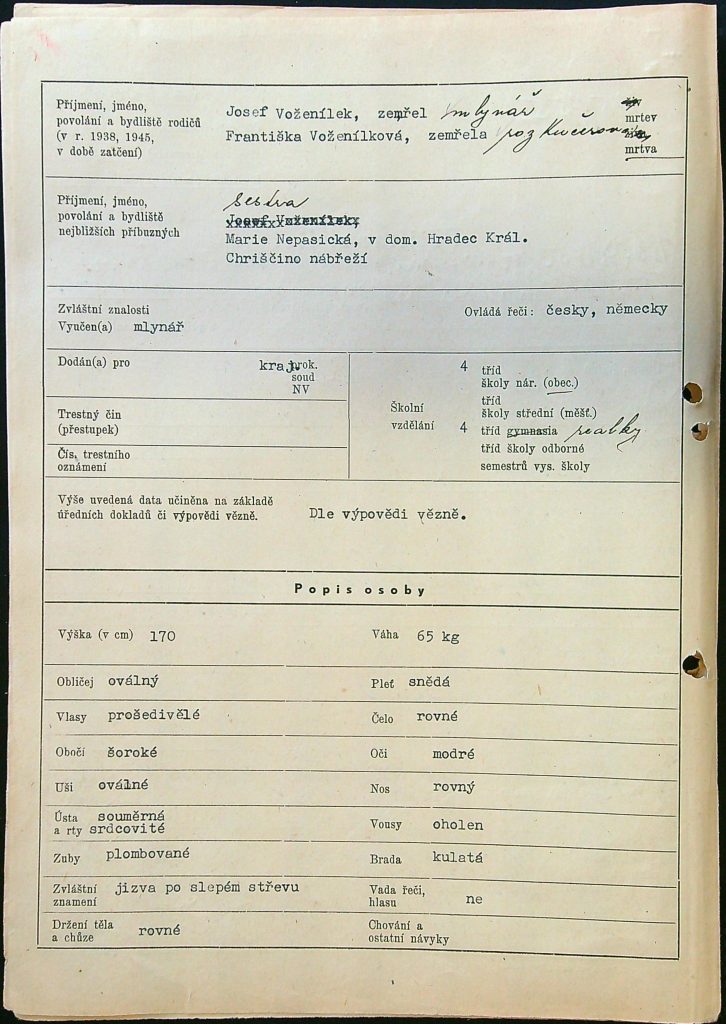 Příjmení, jméno,
povolání a bydliště rodičů
(v r. 1938, 1945,
v době zatčení)
Josef Voženílek, zemřel mlynář
mrtev
Františka Voženílková, zemřela roz Kučerova
mrtva
Příjmení, jméno,
povolání a bydliště
nejbližších příbuzných
sestra
Josef Voženílek,
Marie Nepasická, v dom. Hradec Král.
Chriščino nábřeží
Zvláštní znalosti
Vyučen(a) mlynář
Ovládá řeči: česky, německy
Dodán(a) pro
kraj. prok.
soud
NV
Trestný čin
(přestupek)
Čís. trestního
oznámení
Školní
vzdělání
4 tříd
školy nár. (obec.)
tříd
školy střední (měšť.)
4 tříd gymnasia realky
tříd školy odborné
semestrů vys. školy
Výše uvedená data učiněna na základě
úředních dokladů či výpovědi vězně.
Dle výpovědi vězně.
Popis osoby
Výška (v cm) 170
Váha 65 kg
Obličej oválný
Pleť snědá
Vlasy prošedivělé
Čelo rovné
Obočí šoroké
Oči modré
Uši oválné
Nos rovný
Ústa souměrná
a rty srdcovité
Vousy oholen
Zuby plombované
Brada kulatá
Zvláštní jizva po slepém střevu
znamení
Vada řeči,
hlasu ne
Držení těla
a chůze rovné
Chování a
ostatní návyky